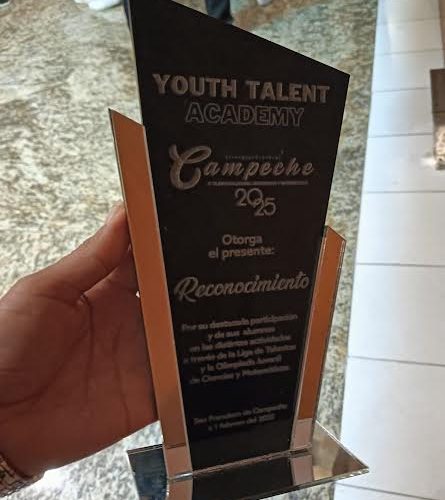 YOUTH TALENT
ACADEMY
Campeche
2025
Otorga
el presente:
Reconocimiento
Por su destacada participación
y de sus alumnos
en las distintas actividades
a través de la Liga de Talentos
y la Olimpiada Juvenil
de Ciencias y Matemáticas.
San Francisco de Campeche
a 1 febrero del 2025